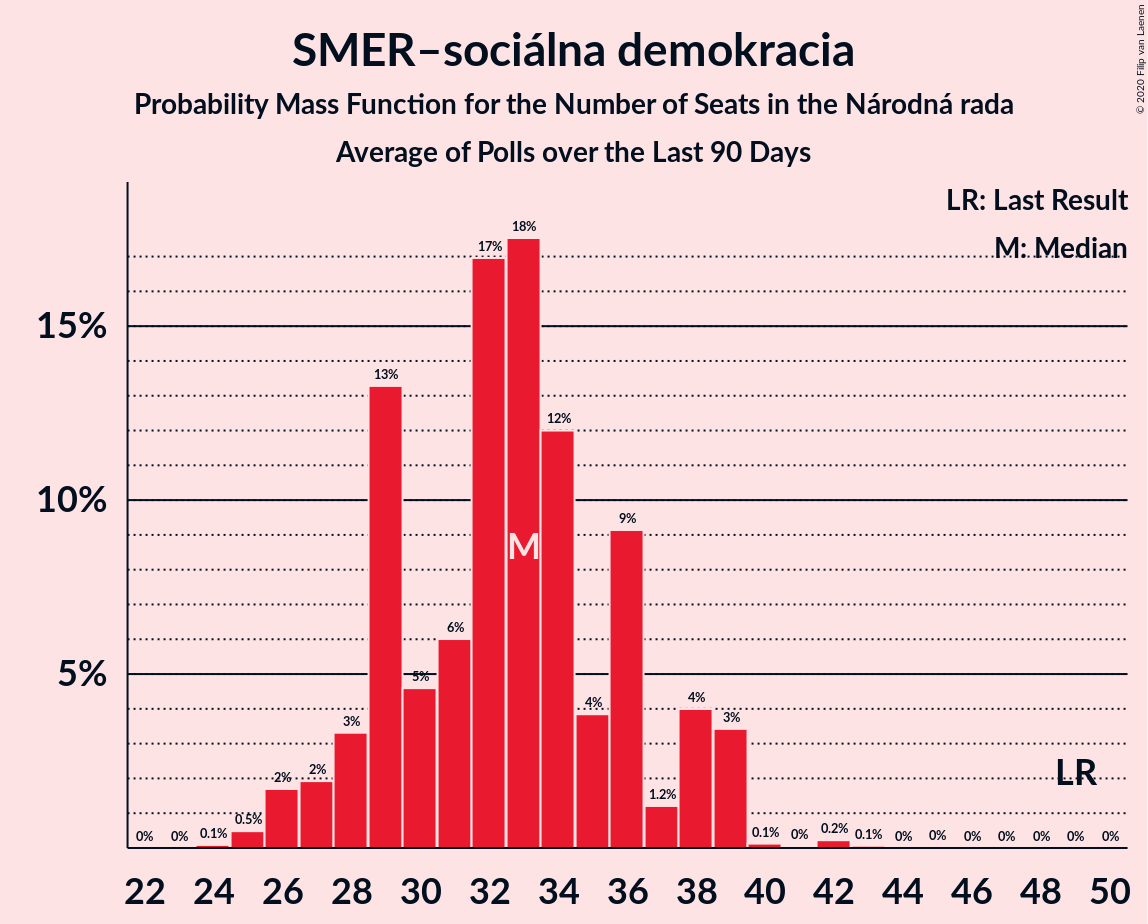 SMER–sociálna demokracia
Probability Mass Function for the Number of Seats in the Národná rada
Average of Polls over the Last 90 Days
© 2020 Filip van Laenen
LR: Last Result
M: Median
15%
10%
5%
0% 0% 0.1% 0.5% 2% 2% 3% 13% 5% 6% 17% 18% 12% 4% 9% 1.2% 4% 3% 0.1% 0% 0.2% 0.1% 0% 0% 0% 0% 0% 0% 0%
M
LR
22 24 26 28 30 32 34 36 38 40 42 44 46 48 50